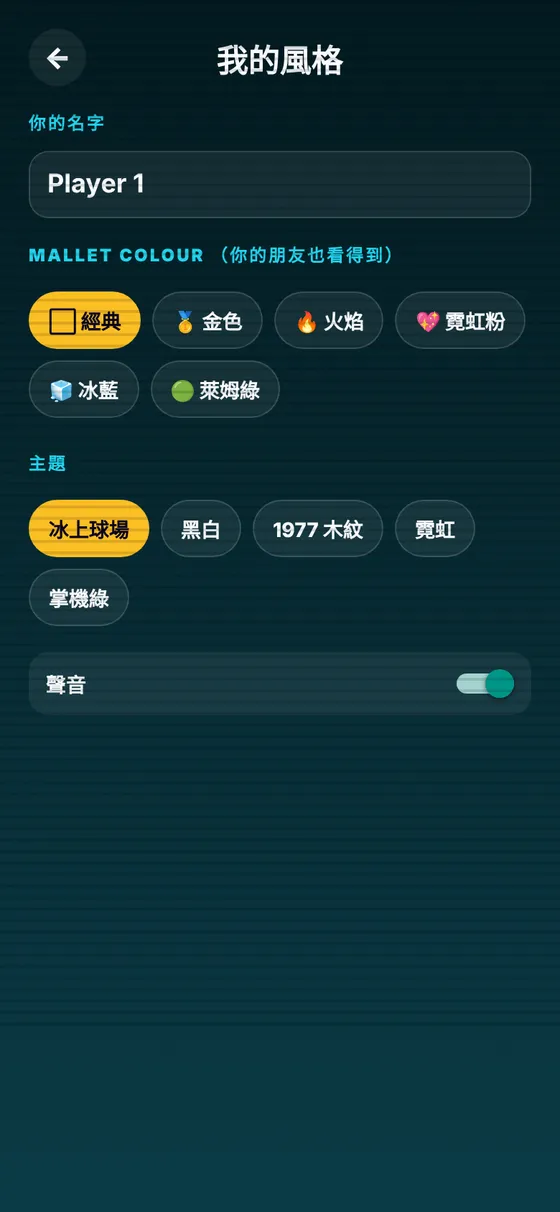 我的風格
你的名字
Player 1
MALLET COLOUR （你的朋友也看得到）
經典 🥇 金色 🔥 火焰 💖 霓虹粉
🧊 冰藍 🟢 萊姆綠
主題
冰上球場 黑白 1977 木紋 霓虹
掌機綠
聲音